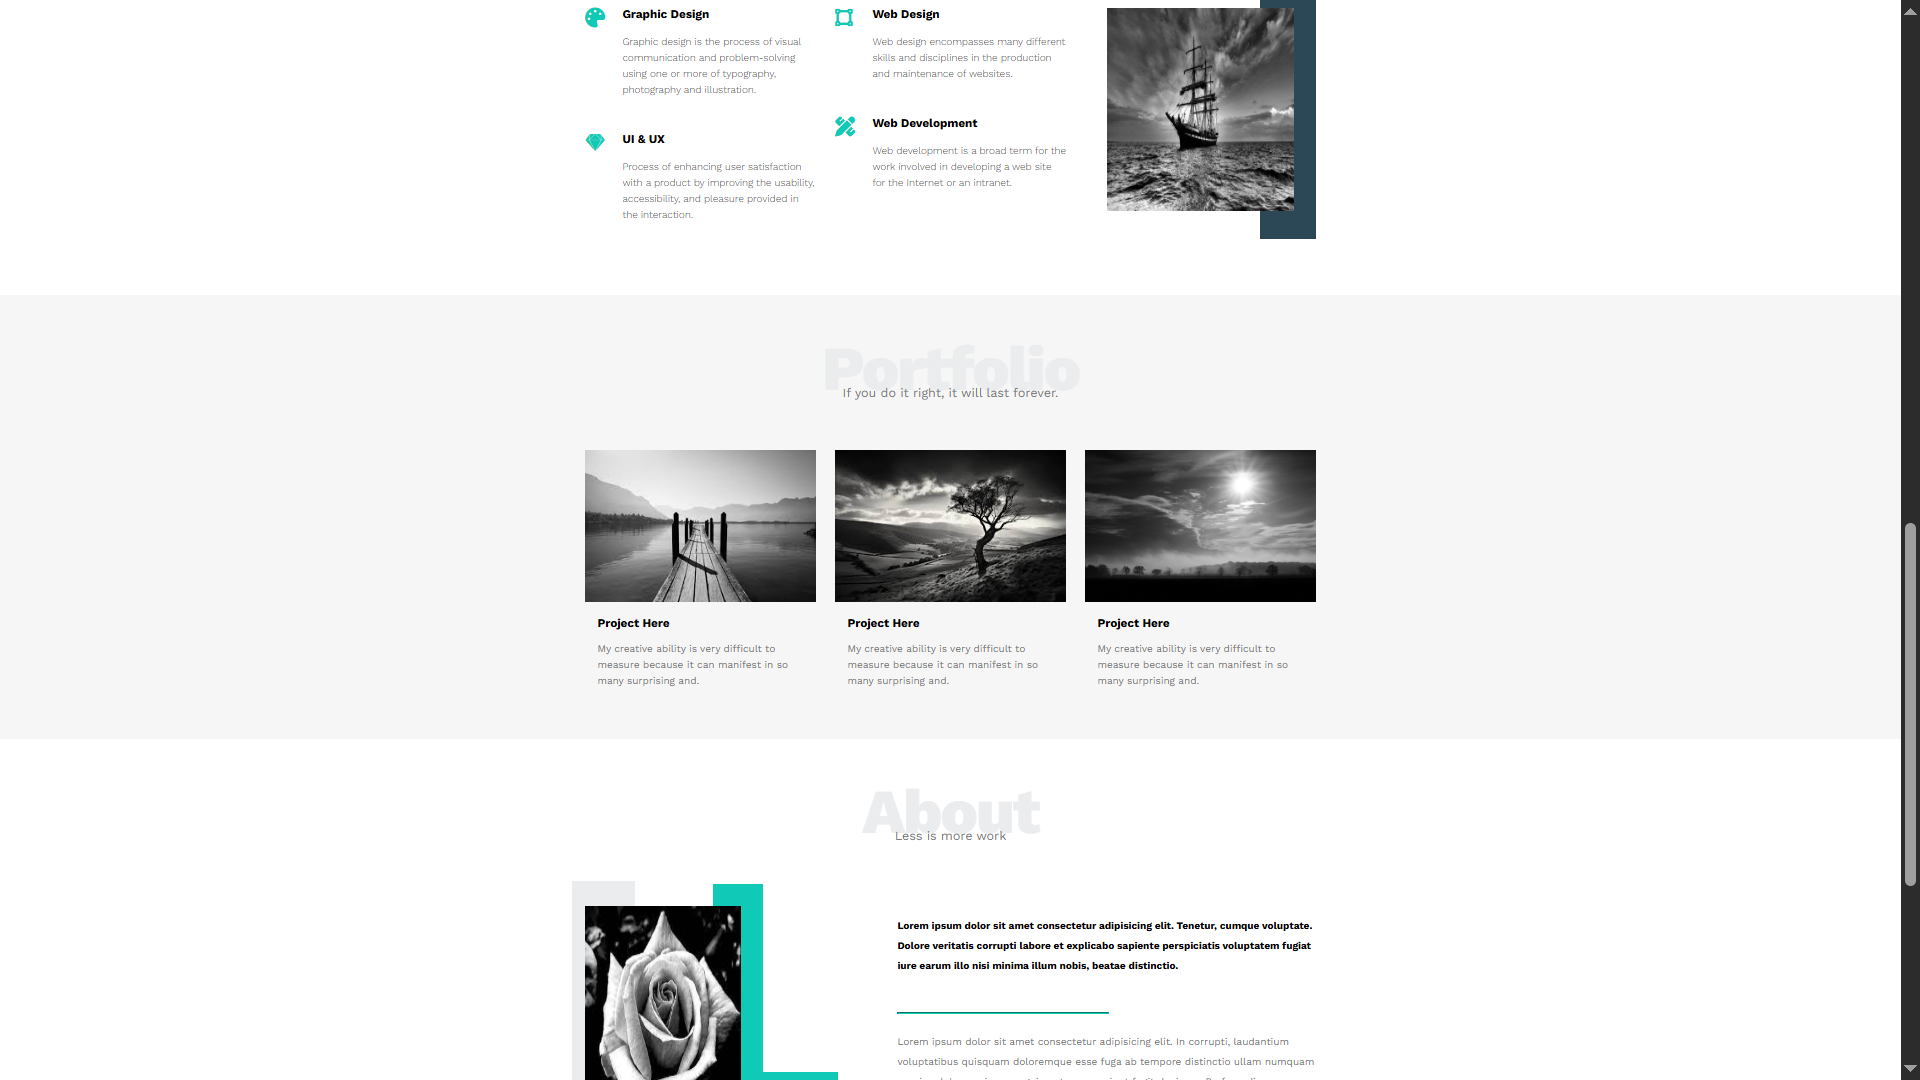 Graphic Design
Graphic design is the process of visual
communication and problem-solving
using one or more of typography,
photography and illustration.
UI & UX
Process of enhancing user satisfaction
with a product by improving the usability,
accessibility, and pleasure provided in
the interaction.
Web Design
Web design encompasses many different
skills and disciplines in the production
and maintenance of websites.
Web Development
Web development is a broad term for the
work involved in developing a web site
for the Internet or an intranet.
Portfolio
If you do it right, it will last forever.
Project Here
My creative ability is very difficult to
measure because it can manifest in so
many surprising and.
Project Here
My creative ability is very difficult to
measure because it can manifest in so
many surprising and.
Project Here
My creative ability is very difficult to
measure because it can manifest in so
many surprising and.
About
Less is more work
Lorem ipsum dolor sit amet consectetur adipisicing elit. Tenetur, cumque voluptate.
Dolore veritatis corrupti labore et explicabo sapiente perspiciatis voluptatem fugiat
iure earum illo nisi minima illum nobis, beatae distinctio.
Lorem ipsum dolor sit amet consectetur adipisicing elit. In corrupti, laudantium
voluptatibus quisquam doloremque esse fuga ab tempore distinctio ullam numquam